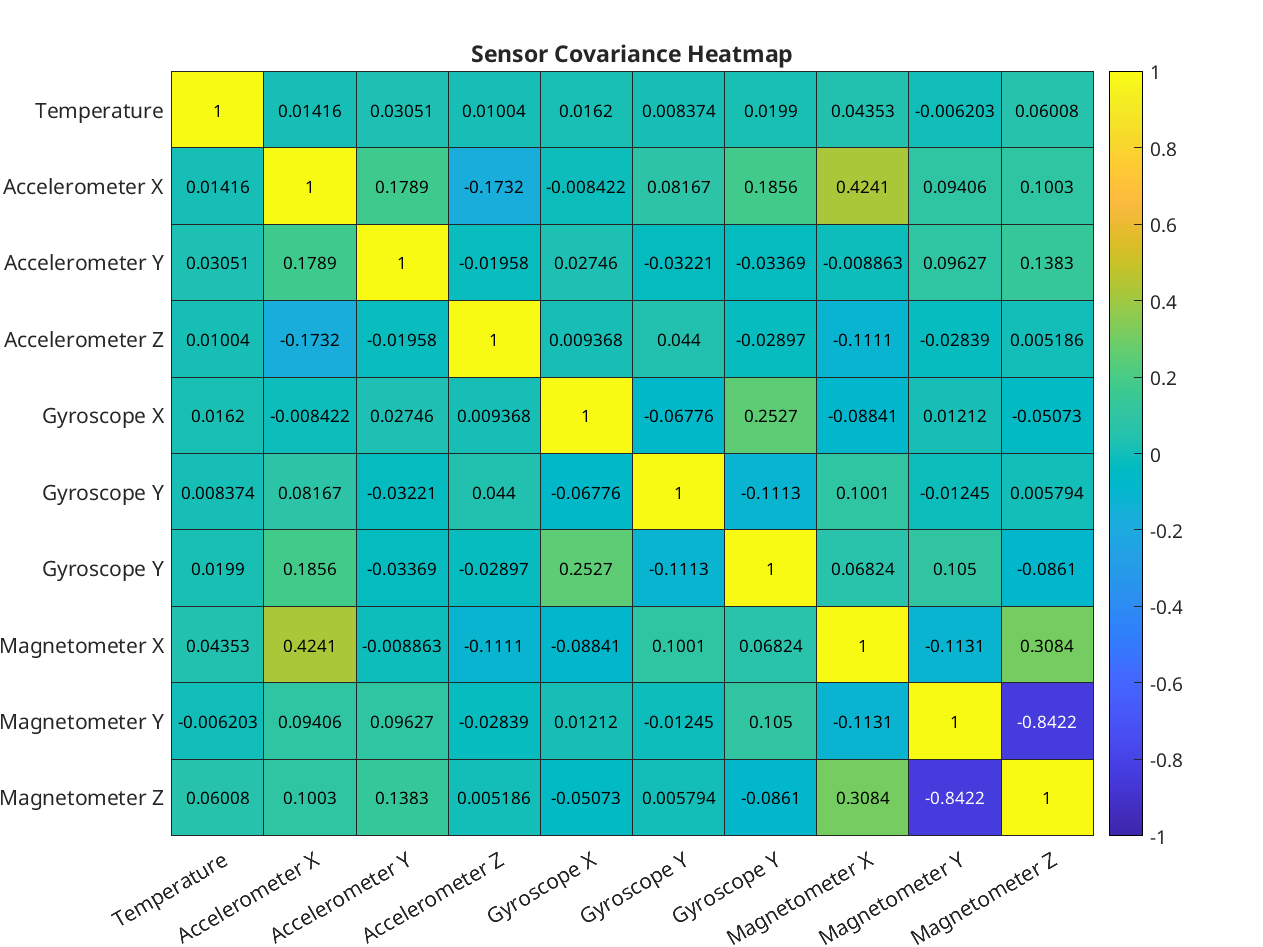 Sensor Covariance Heatmap
Temperature 1 0.01416 0.03051 0.01004 0.0162 0.008374 0.0199 0.04353 -0.006203 0.06008
Accelerometer X 0.01416 1 0.1789 -0.1732 -0.008422 0.08167 0.1856 0.4241 0.09406 0.1003
Accelerometer Y 0.03051 0.1789 1 -0.01958 0.02746 -0.03221 -0.03369 -0.008863 0.09627 0.1383
Accelerometer Z 0.01004 -0.1732 -0.01958 1 0.009368 0.044 -0.02897 -0.1111 -0.02839 0.005186
Gyroscope X 0.0162 -0.008422 0.02746 0.009368 1 -0.06776 0.2527 -0.08841 0.01212 -0.05073
Gyroscope Y 0.008374 0.08167 -0.03221 0.044 -0.06776 1 -0.1113 0.1001 -0.01245 0.005794
Gyroscope Y 0.0199 0.1856 -0.03369 -0.02897 0.2527 -0.1113 1 0.06824 0.105 -0.0861
Magnetometer X 0.04353 0.4241 -0.008863 -0.1111 -0.08841 0.1001 0.06824 1 -0.1131 0.3084
Magnetometer Y -0.006203 0.09406 0.09627 -0.02839 0.01212 -0.01245 0.105 -0.1131 1 -0.8422
Magnetometer Z 0.06008 0.1003 0.1383 0.005186 -0.05073 0.005794 -0.0861 0.3084 -0.8422 1
Temperature
Accelerometer X
Accelerometer Y
Accelerometer Z
Gyroscope X
Gyroscope Y
Gyroscope Y
Magnetometer X
Magnetometer Y
Magnetometer Z
1
0.8
0.6
0.4
0.2
0
-0.2
-0.4
-0.6
-0.8
-1